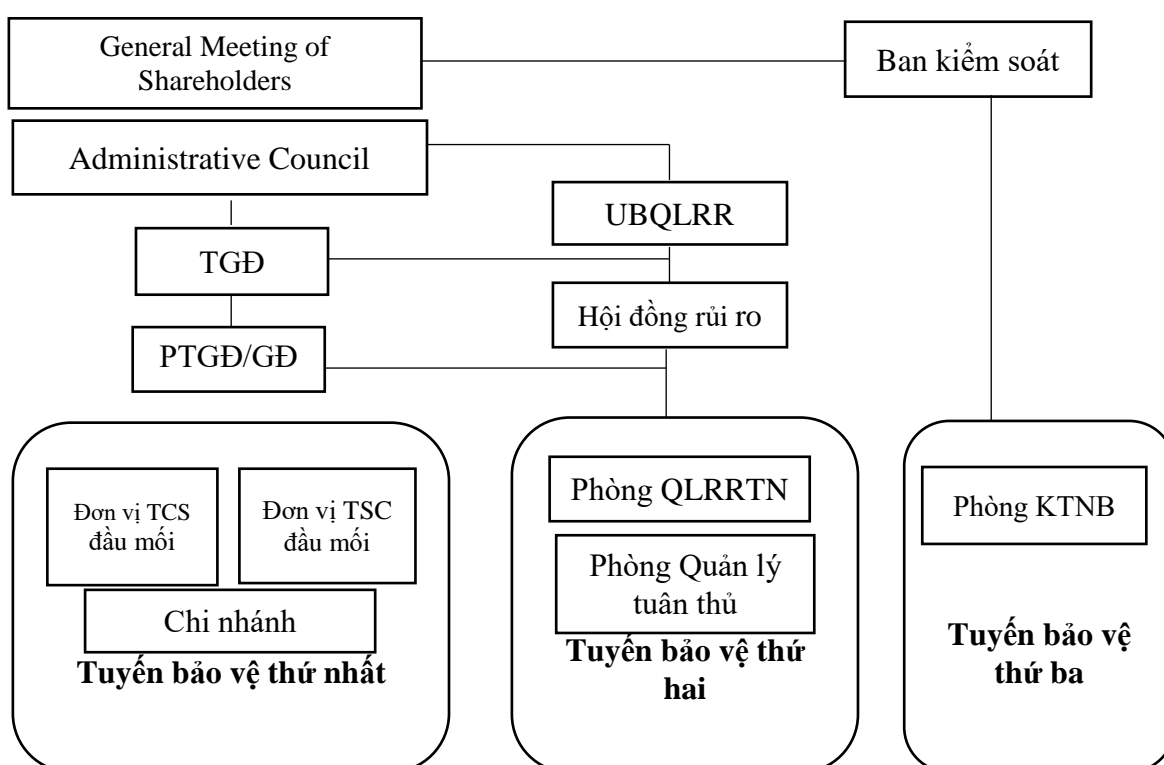 General Meeting of
Shareholders
Ban kiểm soát
Administrative Council
UBQLRR
TGĐ
Hội đồng rủi ro
PTGĐ/GĐ
Đơn vị TCS
đầu mối
Đơn vị TSC
đầu mối
Chi nhánh
Tuyến bảo vệ thứ nhất
Phòng QLRRTN
Phòng Quản lý
tuân thủ
Tuyến bảo vệ thứ
hai
Phòng KTNB
Tuyến bảo vệ
thứ ba